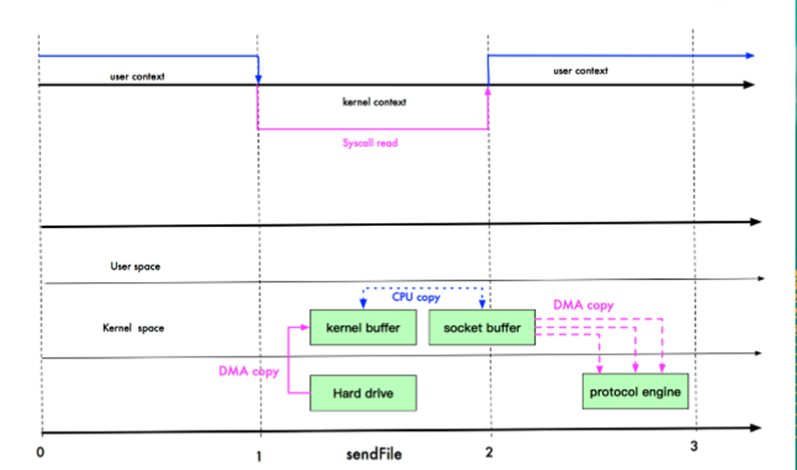 user context
user context
kernel context
Syscall read
User space
CPU copy
DMA copy
Kernel space
kernel buffer
socket buffer
DMA copy
Hard drive
protocol engine
0
1
sendFile
2
3